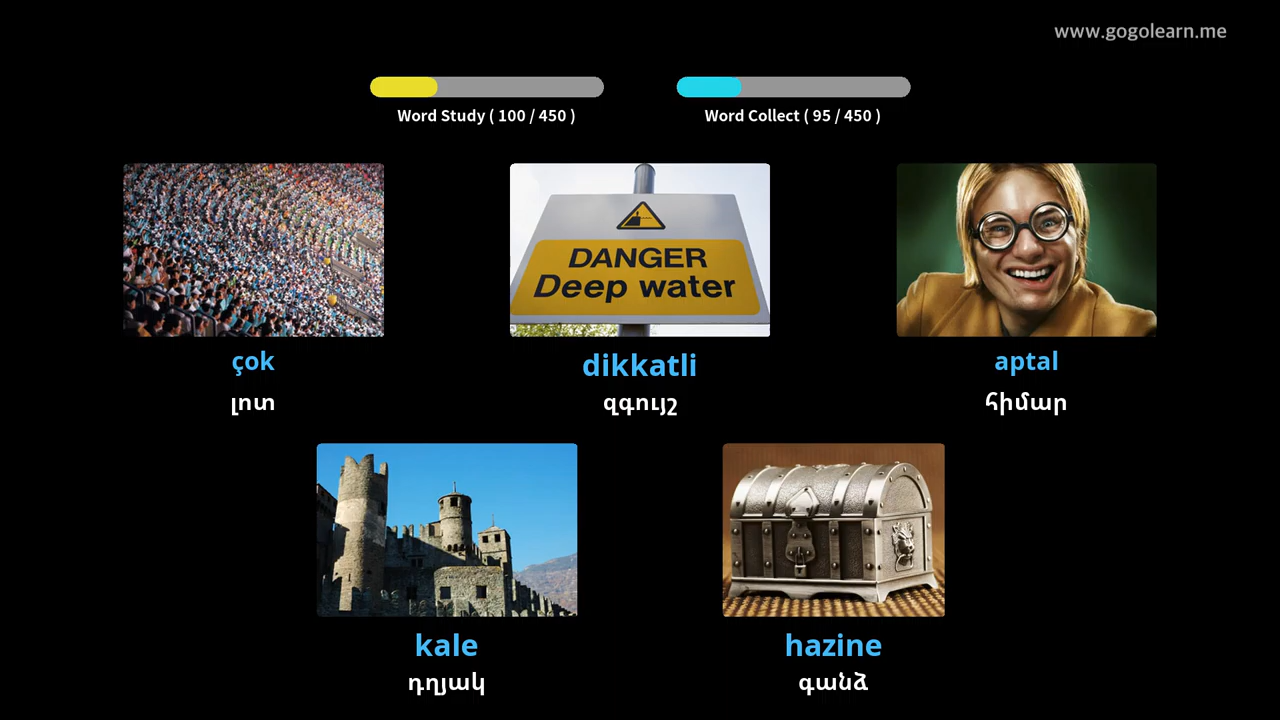 www.gogolearn.me
Word Study ( 100 / 450 )
Word Collect ( 95 / 450 )
DANGER
Deep water
çok
dikkatli
aptal
լոտ
զգույշ
հիմար
kale
hazine
դղյակ
գանձ